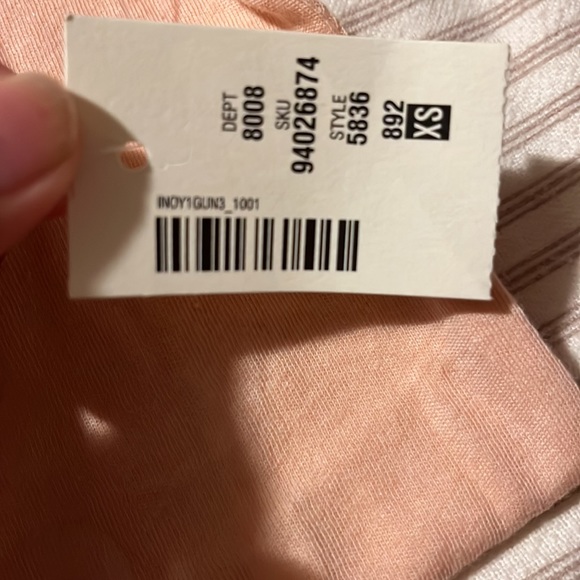 DEPT
8008
SKU
94026874
STYLE
5836
892
XS
INDY1GUN3_1001